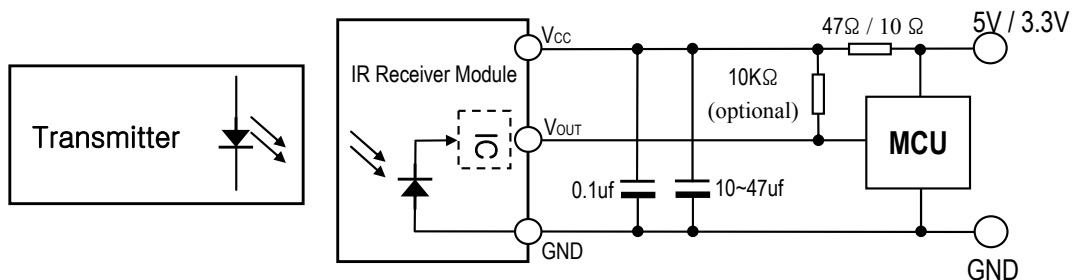 Transmitter
IR Receiver Module
IC
VCC
VOUT
GND
0.1uf
10~47uf
10KΩ
(optional)
47Ω / 10 Ω
MCU
5V / 3.3V
GND